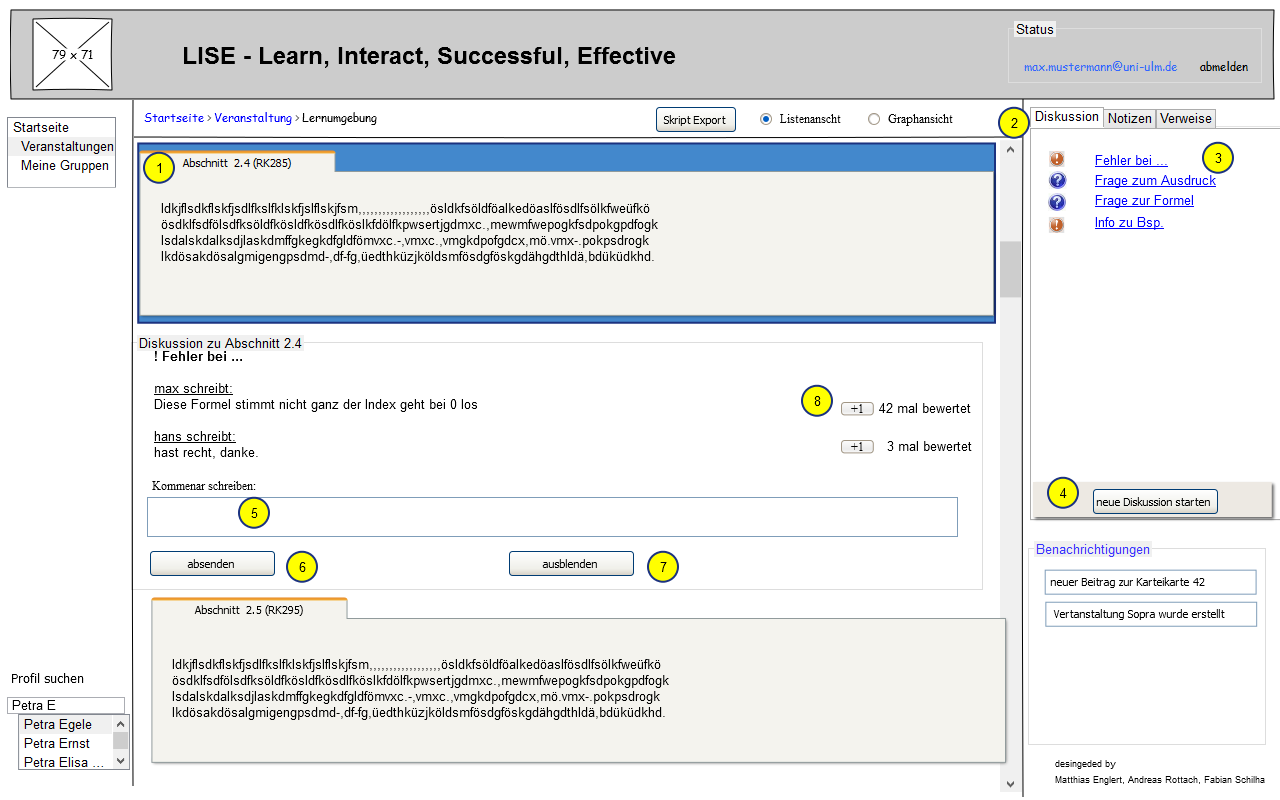 79 x 71
LISE - Learn, Interact, Successful, Effective
Status
max.mustermann@uni-ulm.de abmelden
Startseite
Veranstaltungen
Meine Gruppen
Startseite > Veranstaltung > Lernumgebung
Skript Export
Listenanscht
Graphansicht
2
Diskussion Notizen Verweise
1
Abschnitt 2.4 (RK285)
ldkjflsdkflskfjsdlfkslfklskfjslflskjfsm,,,,,,,,,,,,,,,,,,ösldkfsöldföalkedöaslfösdlfsölkfweüfkö
ösdklfsdfölsdfksöldfkösldfkösdlfköslkfdölfkpwsertjgdmxc.,mewmfwepogkfsdpokgpdfogk
lsdalskdalksdjlaskdmffgkegkdfgldfömvxc.-,vmxc.,vmgkdpofgdcx,mö.vmx-.pokpsdrogk
lkdösakdösalgmigengpsdmd-,df-fg,üedthküzjköldsmfösdgföskgdähgdthldä,bdüküdkhd.
3
Fehler bei ...
Frage zum Ausdruck
Frage zur Formel
Info zu Bsp.
Diskussion zu Abschnitt 2.4
! Fehler bei ...
max schreibt:
Diese Formel stimmt nicht ganz der Index geht bei 0 los
8
+1 42 mal bewertet
hans schreibt:
hast recht, danke.
+1 3 mal bewertet
Kommenar schreiben:
5
absenden
6
ausblenden
7
4
neue Diskussion starten
Benachrichtigungen
neuer Beitrag zur Karteikarte 42
Vertanstaltung Sopra wurde erstellt
Abschnitt 2.5 (RK295)
ldkjflsdkflskfjsdlfkslfklskfjslflskjfsm,,,,,,,,,,,,,,,,,,ösldkfsöldföalkedöaslfösdlfsölkfweüfkö
ösdklfsdfölsdfksöldfkösldfkösdlfköslkfdölfkpwsertjgdmxc.,mewmfwepogkfsdpokgpdfogk
lsdalskdalksdjlaskdmffgkegkdfgldfömvxc.-,vmxc.,vmgkdpofgdcx,mö.vmx-.pokpsdrogk
lkdösakdösalgmigengpsdmd-,df-fg,üedthküzjköldsmfösdgföskgdähgdthldä,bdüküdkhd.
Profil suchen
Petra E
Petra Egele
Petra Ernst
Petra Elisa ...
desingeded by
Matthias Englert, Andreas Rottach, Fabian Schilha